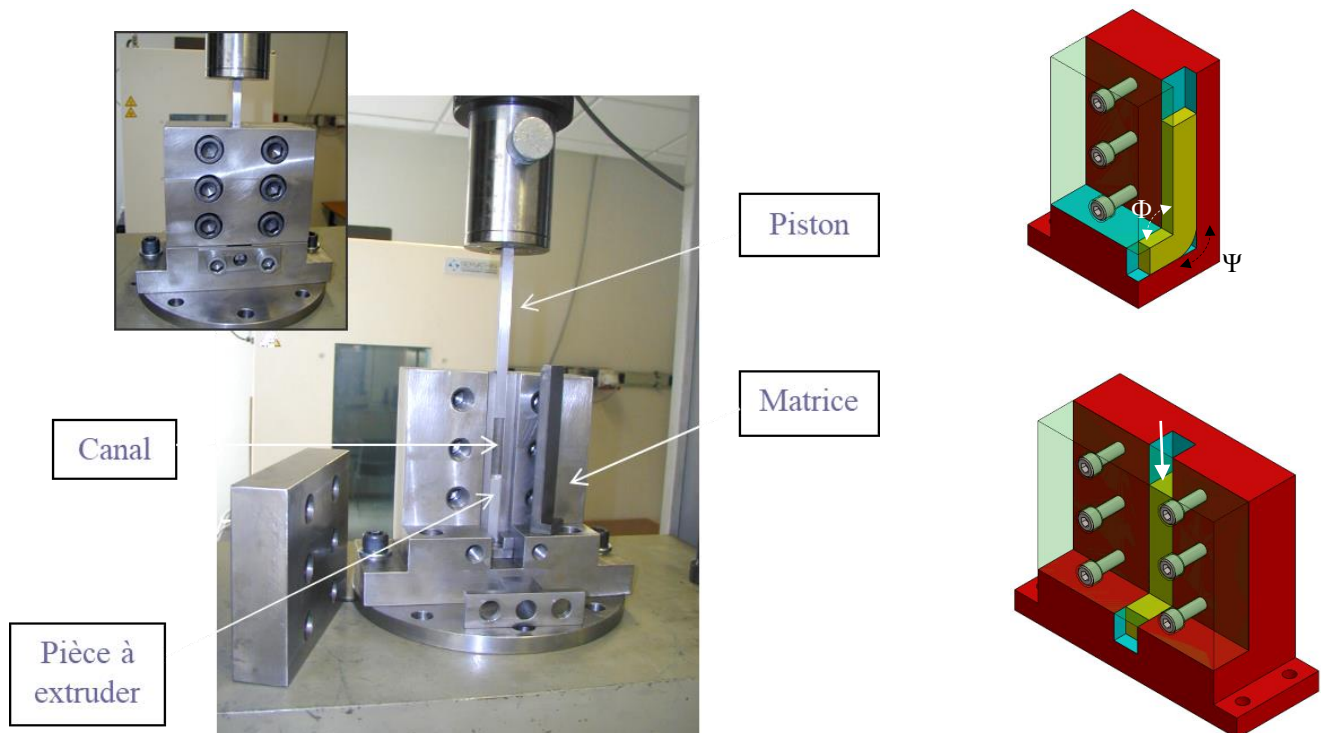 Piston
Φ
Ψ
Canal
Matrice
Pièce à
extruder